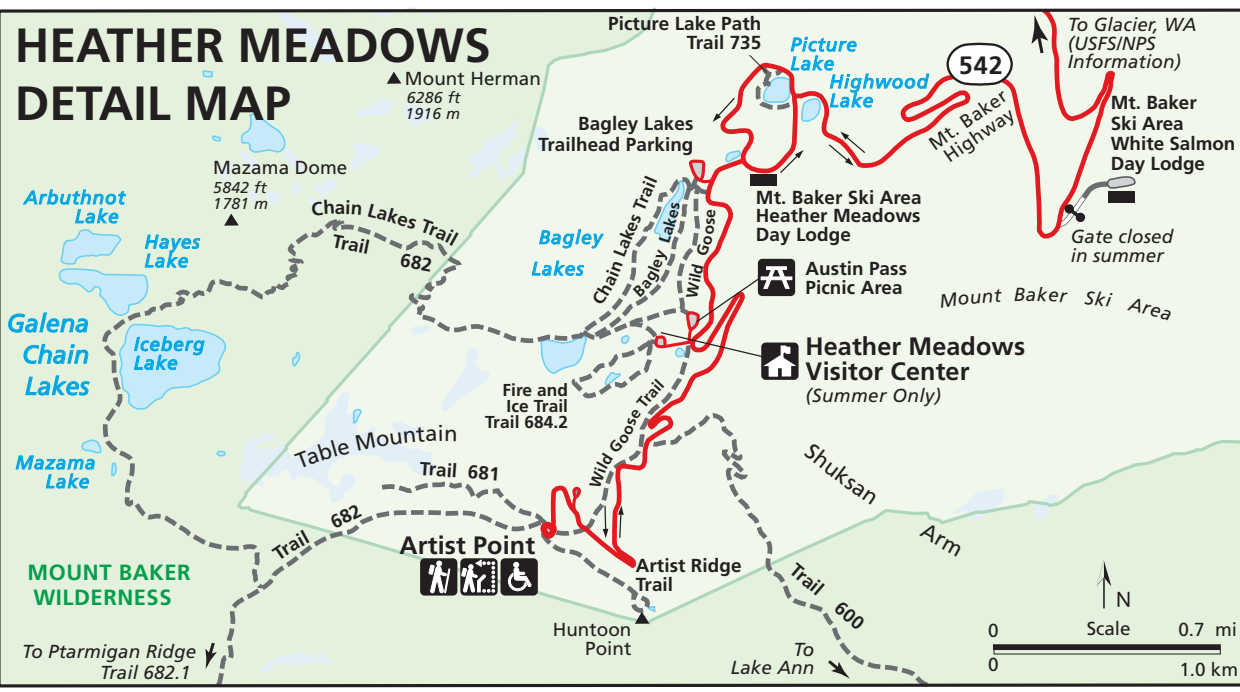 HEATHER MEADOWS
DETAIL MAP
Mount Herman
6286 ft
1916 m
Mazama Dome
5842 ft
1781 m
Picture Lake Path
Trail 735
Picture
Lake
Highwood
Lake
542
To Glacier, WA
(USFS/NPS
Information)
Mt. Baker
Highway
Mt. Baker
Ski Area
White Salmon
Day Lodge
Gate closed
in summer
Bagley Lakes
Trailhead Parking
Mt. Baker Ski Area
Heather Meadows
Day Lodge
Arbuthnot
Lake
Hayes
Lake
Chain Lakes Trail
Trail 682
Bagley
Lakes
Chain Lakes Trail
Bagley Lakes
Wild Goose
Austin Pass
Picnic Area
Mount Baker Ski Area
Galena
Chain
Lakes
Iceberg
Lake
Heather Meadows
Visitor Center
(Summer Only)
Fire and
Ice Trail
Trail 684.2
Wild Goose Trail
Table Mountain
Mazama
Lake
Trail 681
Trail 682
Shuksan
Arm
Artist Point
Artist Ridge
Trail
MOUNT BAKER
WILDERNESS
Trail 600
Huntoon
Point
To Ptarmigan Ridge
Trail 682.1
To
Lake Ann
N
0 Scale 0.7 mi
0 1.0 km